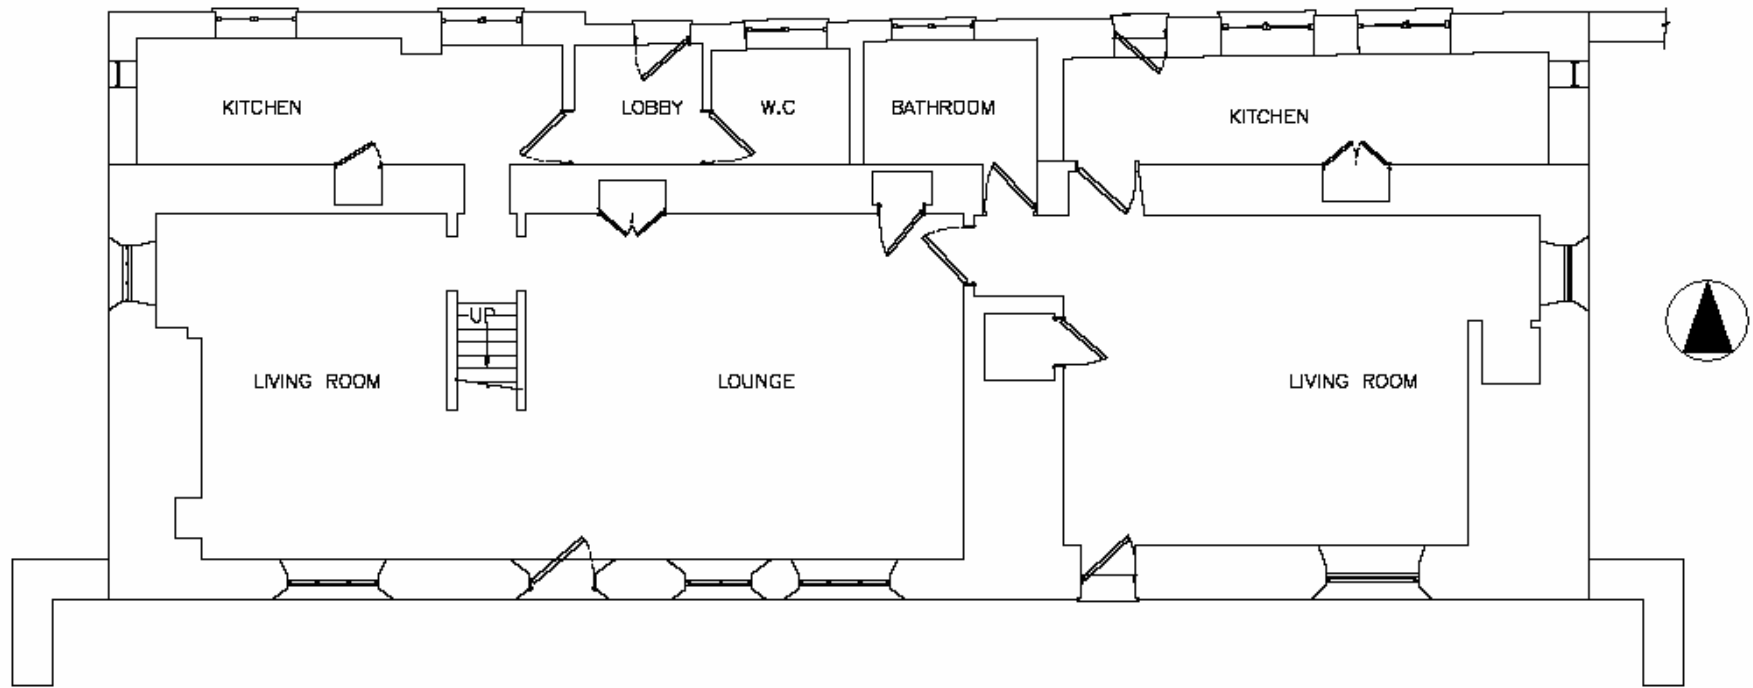 KITCHEN
LOBBY
W.C
BATHROOM
KITCHEN
UP
LIVING ROOM
LOUNGE
LIVING ROOM